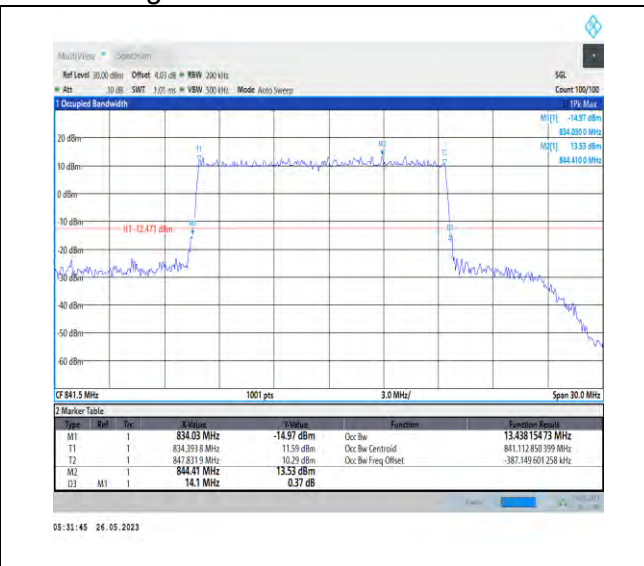 MultiView Spectrum
Ref Level 30.00 dBm Offset 4.03 dB RBW 200 kHz SGL
Att 30 dB SWT 1.01 ms VBW 500 kHz Mode Auto Sweep Count 100/100
1 Occupied Bandwidth 1Pk Max
M1[1] -14.97 dBm
834.030 0 MHz
M2[1] 13.53 dBm
844.410 0 MHz
20 dBm
T1
10 dBm
0 dBm
-10 dBm
H1 -12.471 dBm
-20 dBm
-30 dBm
-40 dBm
-50 dBm
-60 dBm
CF 841.5 MHz 1001 pts 3.0 MHz/ Span 30.0 MHz
2 Marker Table
Type Ref Trc X-Value Y-Value Function Function Result
M1 1 834.03 MHz -14.97 dBm Occ Bw 13.438 154 73 MHz
T1 1 834.393 8 MHz 11.59 dBm Occ Bw Centroid 841.112 850 399 MHz
T2 1 847.831 9 MHz 10.29 dBm Occ Bw Freq Offset -387.149 601 258 kHz
M2 1 844.41 MHz 13.53 dBm
D3 M1 1 14.1 MHz 0.37 dB
05:31:45 26.05.2023